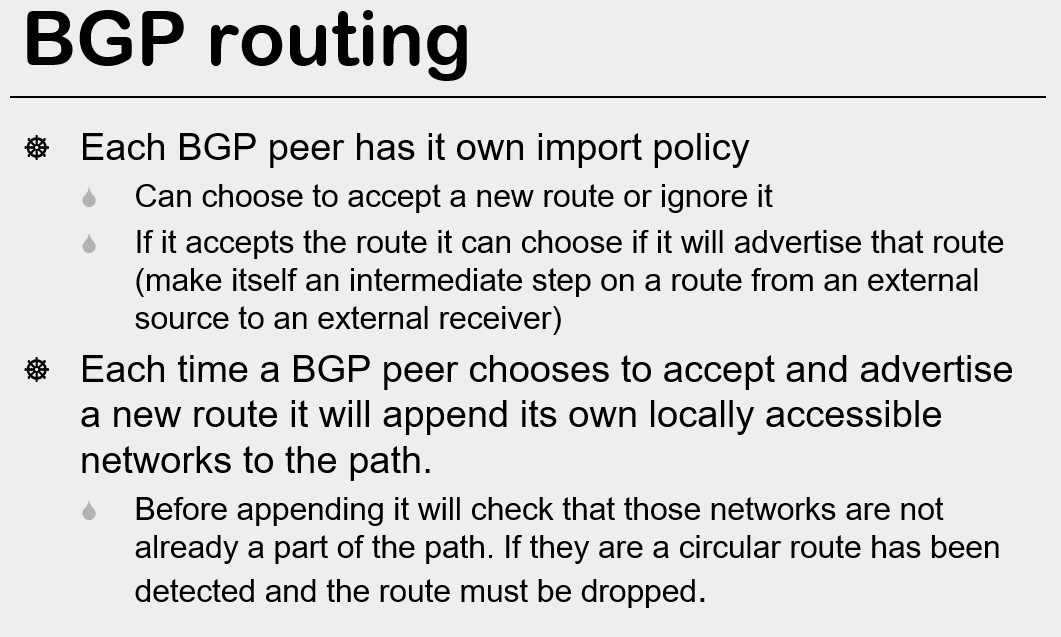 BGP routing
Each BGP peer has it own import policy
Can choose to accept a new route or ignore it
If it accepts the route it can choose if it will advertise that route
(make itself an intermediate step on a route from an external
source to an external receiver)
Each time a BGP peer chooses to accept and advertise
a new route it will append its own locally accessible
networks to the path.
Before appending it will check that those networks are not
already a part of the path. If they are a circular route has been
detected and the route must be dropped.